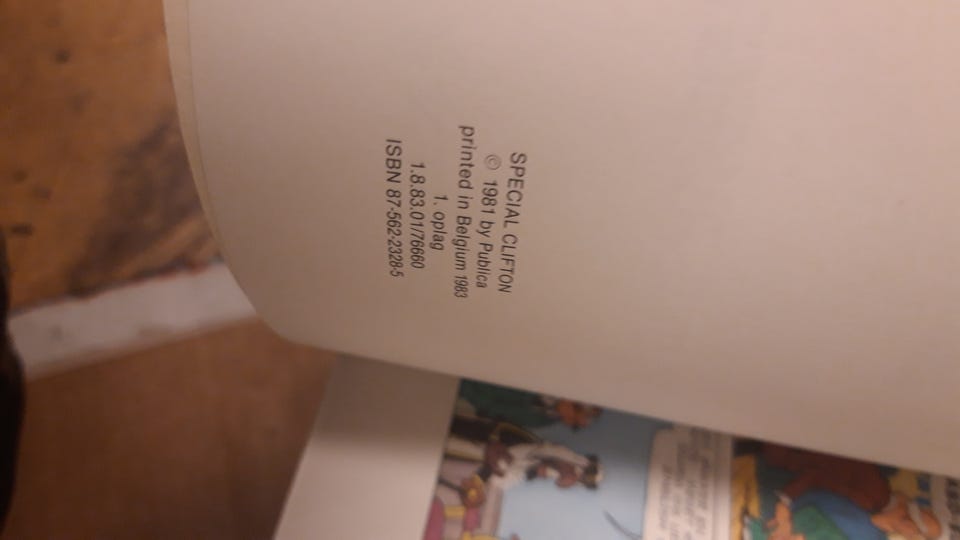 SPECIAL CLIFTON
© 1981 by Publica
printed in Belgium 1983
1. oplag
1.8.83.01/76660
ISBN 87-562-2328-5